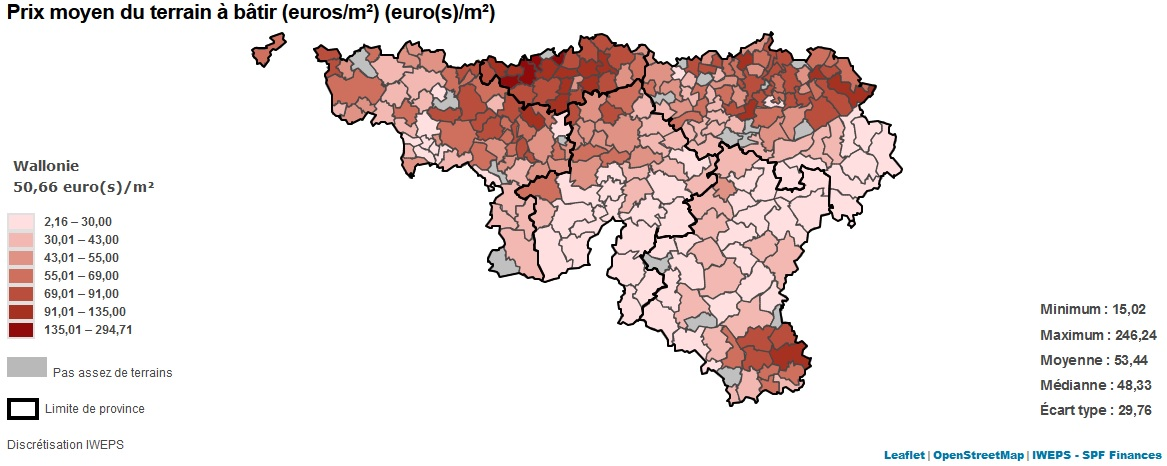 Prix moyen du terrain à bâtir (euros/m²) (euro(s)/m²)
Wallonie
50,66 euro(s)/m²
2,16 – 30,00
30,01 – 43,00
43,01 – 55,00
55,01 – 69,00
69,01 – 91,00
91,01 – 135,00
135,01 – 294,71
Pas assez de terrains
Limite de province
Discrétisation IWEPS
Minimum : 15,02
Maximum : 246,24
Moyenne : 53,44
Médianne : 48,33
Écart type : 29,76
Leaflet | OpenStreetMap | IWEPS - SPF Finances